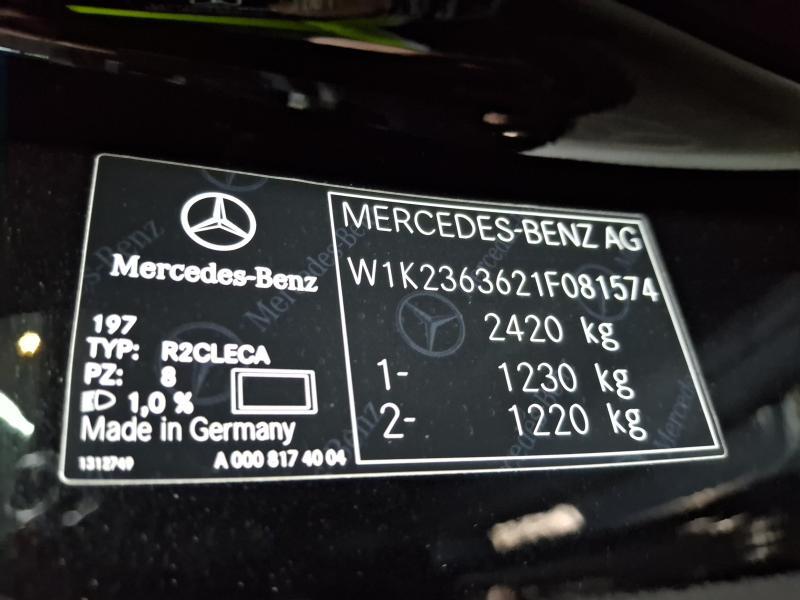 Mercedes-Benz
197
TYP: R2CLECA
PZ: 8
1,0 %
Made in Germany
1312749
A 000 817 40 04
MERCEDES-BENZ AG
W1K2363621F081574
2420 kg
1- 1230 kg
2- 1220 kg